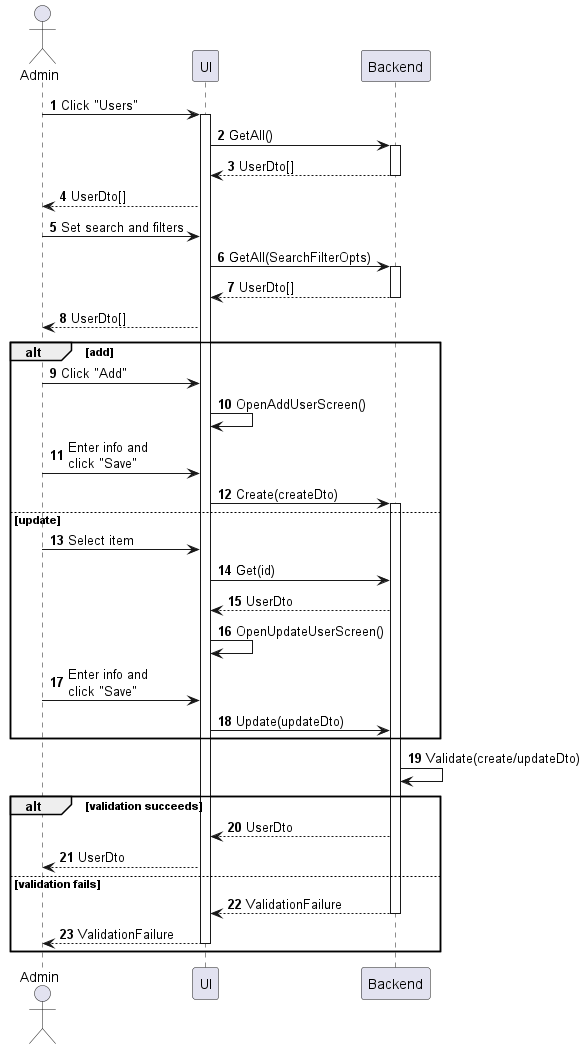 Admin
UI
Backend
1 Click "Users"
2 GetAll()
3 UserDto[]
4 UserDto[]
5 Set search and filters
6 GetAll(SearchFilterOpts)
7 UserDto[]
8 UserDto[]
alt [add]
9 Click "Add"
10 OpenAddUserScreen()
11 Enter info and
click "Save"
12 Create(createDto)
[update]
13 Select item
14 Get(id)
15 UserDto
16 OpenUpdateUserScreen()
17 Enter info and
click "Save"
18 Update(updateDto)
19 Validate(create/updateDto)
alt [validation succeeds]
20 UserDto
21 UserDto
[validation fails]
22 ValidationFailure
23 ValidationFailure
Admin
UI
Backend